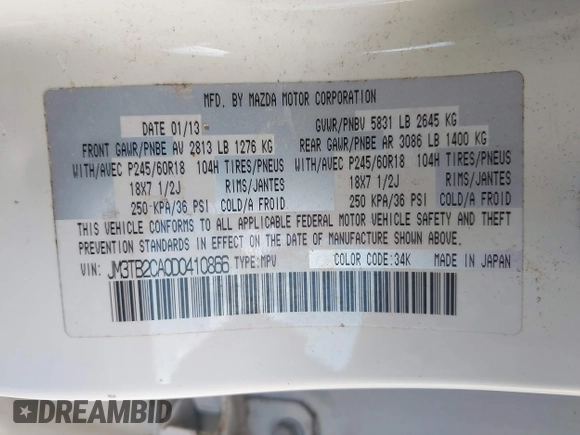 MFD. BY MAZDA MOTOR CORPORATION
DATE 01/13 GVWR/PNBV 5831 LB 2645 KG
FRONT GAWR/PNBE AV 2813 LB 1276 KG REAR GAWR/PNBE AR 3086 LB 1400 KG
WITH/AVEC P245/60R18 104H TIRES/PNEUS WITH/AVEC P245/60R18 104H TIRES/PNEUS
18X7 1/2J RIMS/JANTES 18X7 1/2J RIMS/JANTES
250 KPA/36 PSI COLD/A FROID 250 KPA/36 PSI COLD/A FROID
THIS VEHICLE CONFORMS TO ALL APPLICABLE FEDERAL MOTOR VEHICLE SAFETY AND THEFT
PREVENTION STANDARDS IN EFFECT ON THE DATE OF MANUFACTURE SHOWN ABOVE.
VIN: JM3TB2CA0D0410866 TYPE:MPV COLOR CODE:34K MADE IN JAPAN
DREAMBID